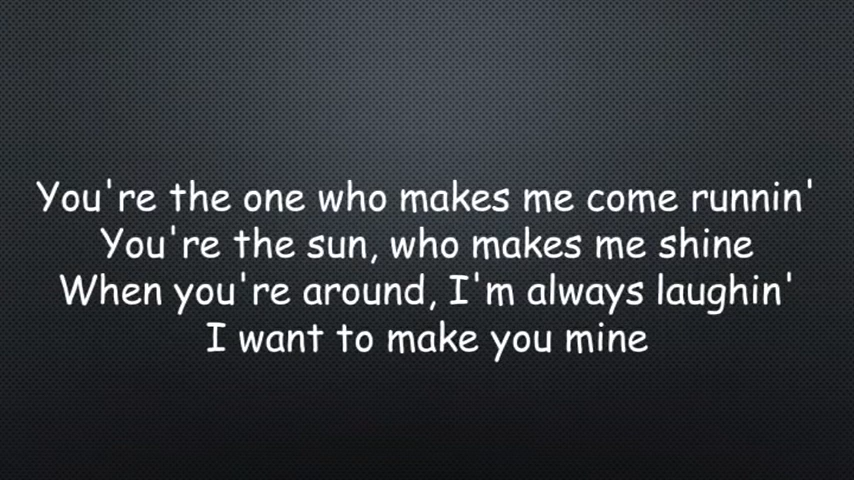 You're the one who makes me come runnin'
You're the sun, who makes me shine
When you're around, I'm always laughin'
I want to make you mine